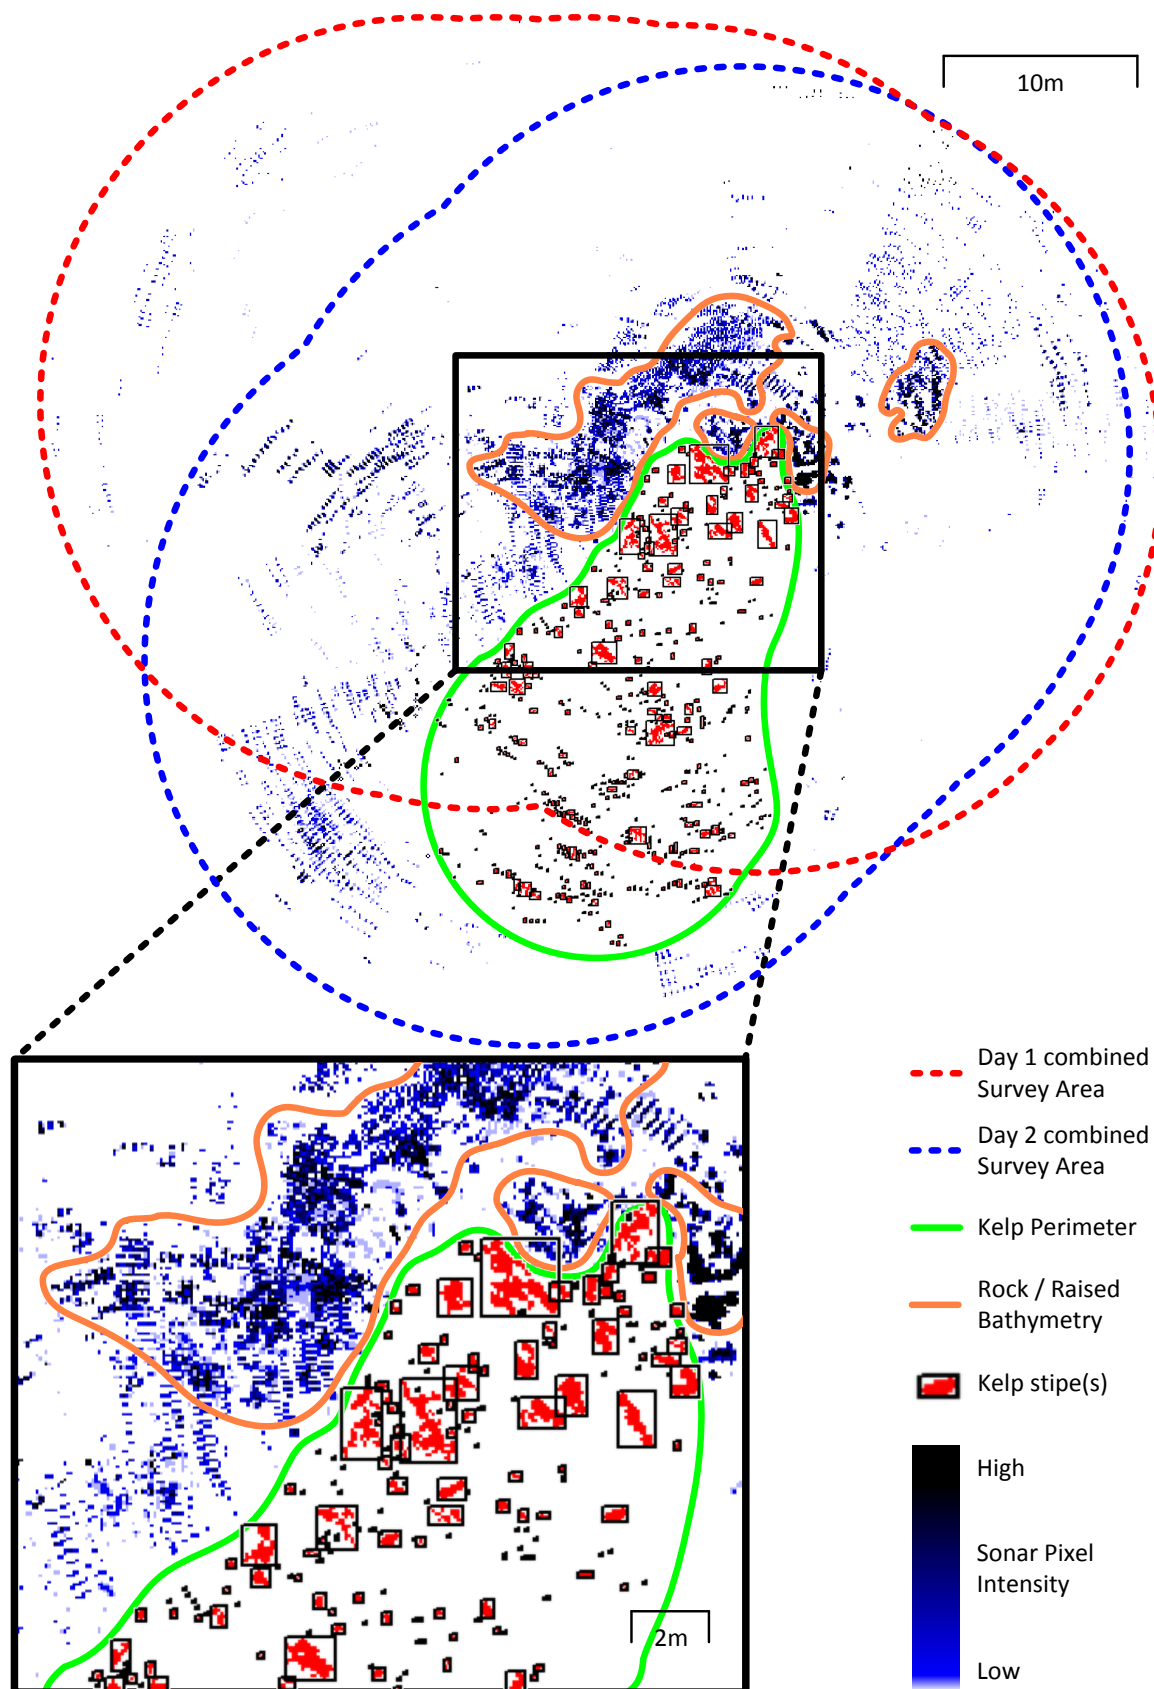 10m
Day 1 combined
Survey Area
Day 2 combined
Survey Area
Kelp Perimeter
Rock / Raised
Bathymetry
Kelp stipe(s)
High
Sonar Pixel
Intensity
2m
Low